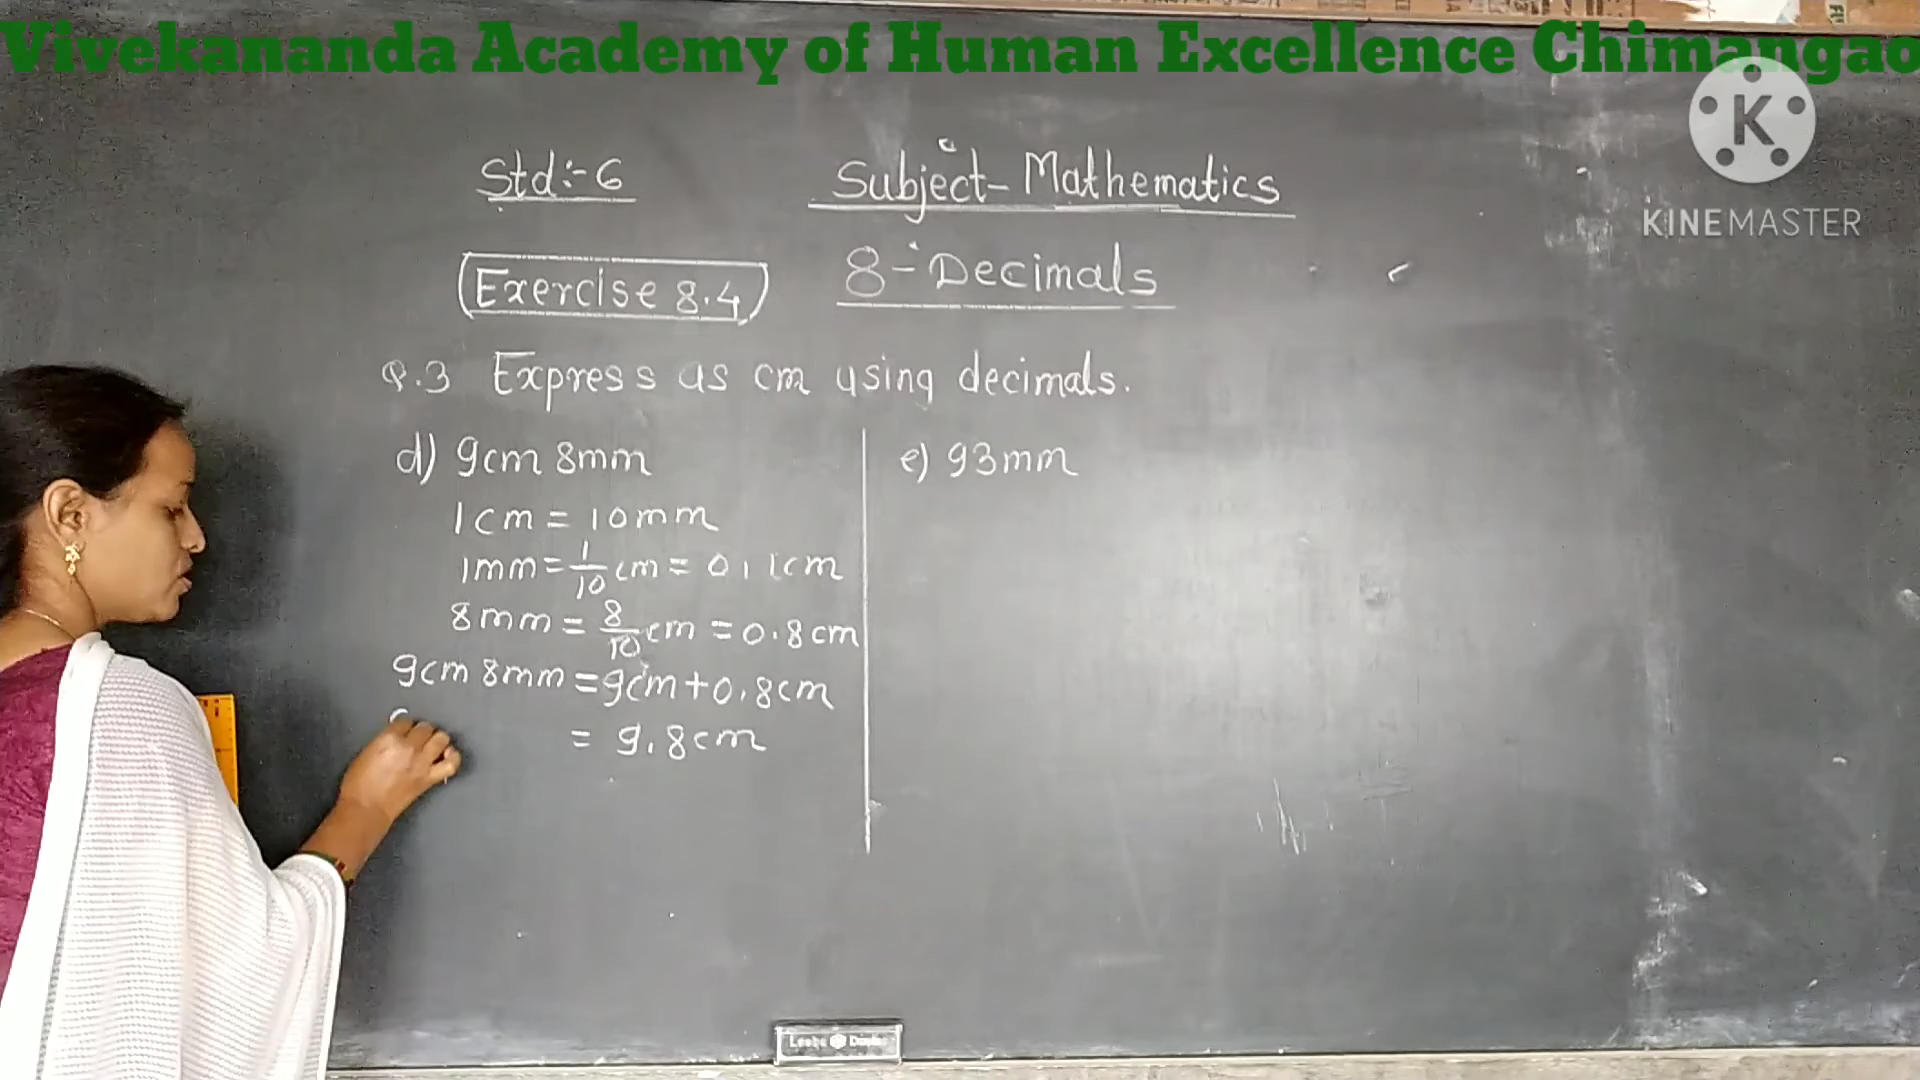 Vivekananda Academy of Human Excellence Chimangao
K
KINEMASTER
Std:- 6 Subject- Mathematics
Exercise 8.4 8- Decimals
Q.3 Express as cm using decimals.
d) 9cm 8mm
1cm = 10mm
1mm = 1/10 cm = 0.1cm
8mm = 8/10 cm = 0.8cm
9cm 8mm = 9cm + 0.8cm
= 9.8cm
e) 93mm